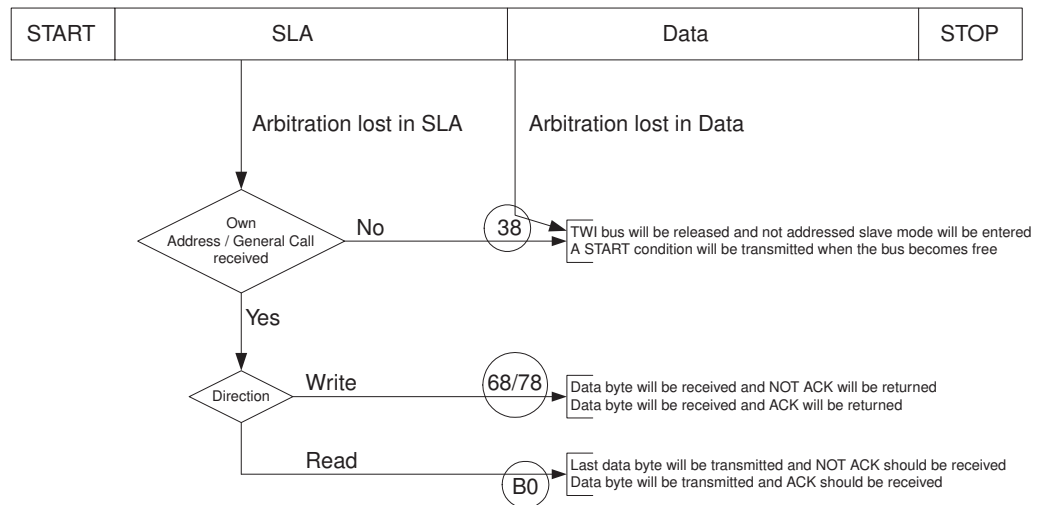 START SLA Data STOP
Arbitration lost in SLA Arbitration lost in Data
Own
Address / General Call
received
No
38
TWI bus will be released and not addressed slave mode will be entered
A START condition will be transmitted when the bus becomes free
Yes
Direction
Write
68/78
Data byte will be received and NOT ACK will be returned
Data byte will be received and ACK will be returned
Read
B0
Last data byte will be transmitted and NOT ACK should be received
Data byte will be transmitted and ACK should be received